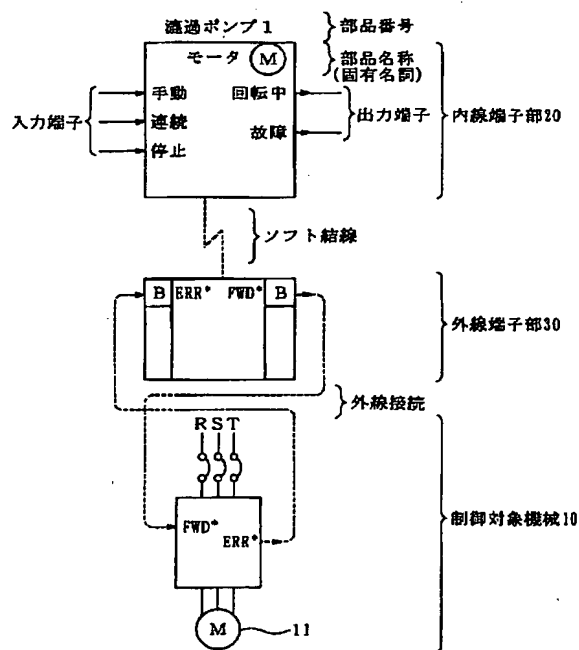 濾過ポンプ1
部品番号
モータ
M
部品名称
(固有名詞)
入力端子
手動
連続
停止
回転中
故障
出力端子
内線端子部20
ソフト結線
B
ERR*
FWD*
B
外線端子部30
外線接続
R S T
FWD*
ERR*
制御対象機械10
M
11